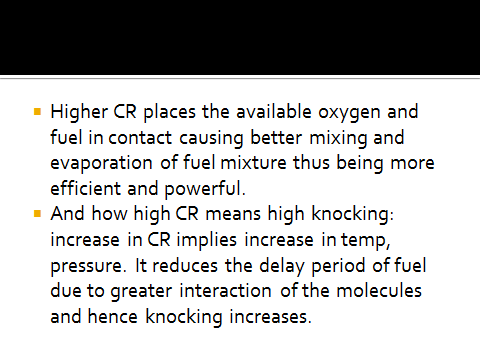 Higher CR places the available oxygen and
fuel in contact causing better mixing and
evaporation of fuel mixture thus being more
efficient and powerful.
And how high CR means high knocking:
increase in CR implies increase in temp,
pressure. It reduces the delay period of fuel
due to greater interaction of the molecules
and hence knocking increases.